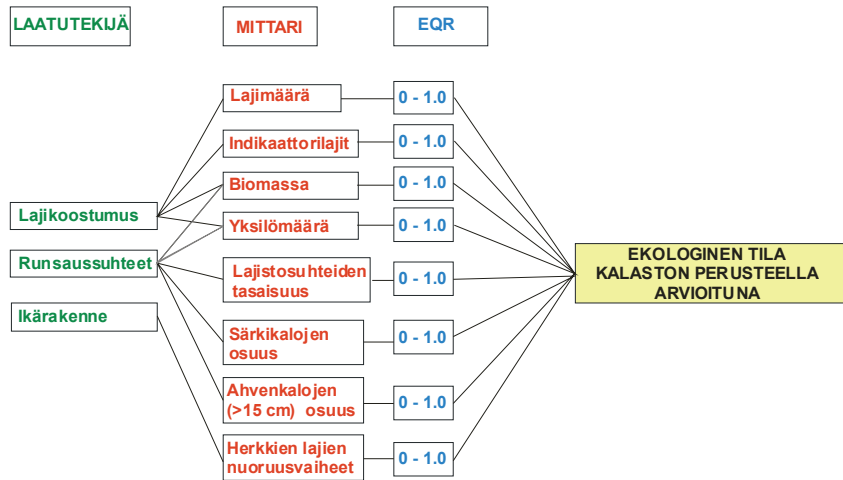 LAATUTEKIJÄ
MITTARI
EQR
Lajimäärä
0 - 1.0
Indikaattorilajit
0 - 1.0
Biomassa
0 - 1.0
Lajikoostumus
Yksilömäärä
0 - 1.0
Runsaussuhteet
Lajistosuhteiden
tasaisuus
0 - 1.0
EKOLOGINEN TILA
KALASTON PERUSTEELLA
ARVIOITUNA
Ikärakenne
Särkikalojen
osuus
0 - 1.0
Ahvenkalojen
(>15 cm) osuus
0 - 1.0
Herkkien lajien
nuoruusvaiheet
0 - 1.0